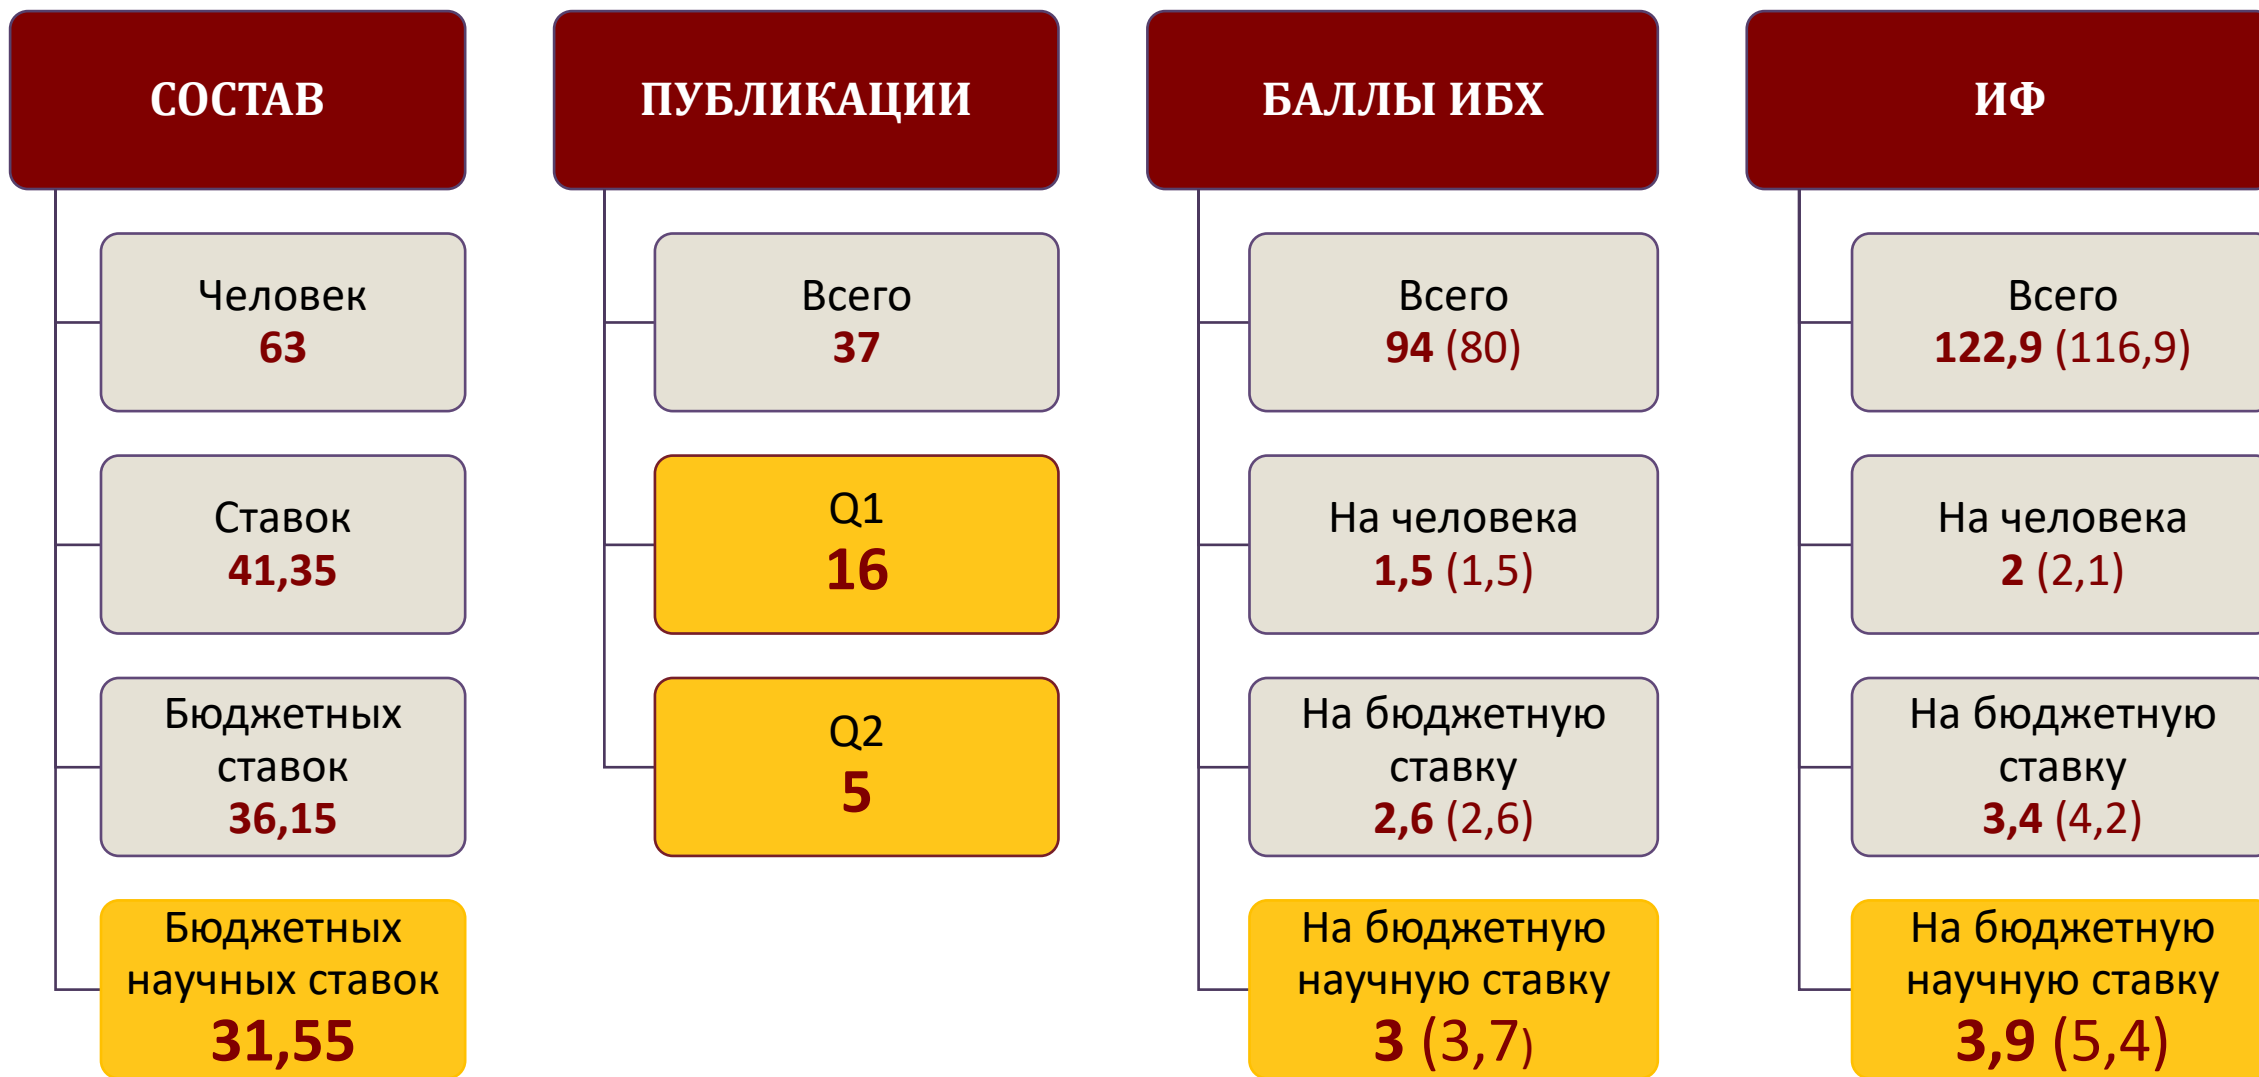 СОСТАВ
Человек
63
Ставок
41,35
Бюджетных
ставок
36,15
Бюджетных
научных ставок
31,55
ПУБЛИКАЦИИ
Всего
37
Q1
16
Q2
5
БАЛЛЫ ИБХ
Всего
94 (80)
На человека
1,5 (1,5)
На бюджетную
ставку
2,6 (2,6)
На бюджетную
научную ставку
3 (3,7)
ИФ
Всего
122,9 (116,9)
На человека
2 (2,1)
На бюджетную
ставку
3,4 (4,2)
На бюджетную
научную ставку
3,9 (5,4)